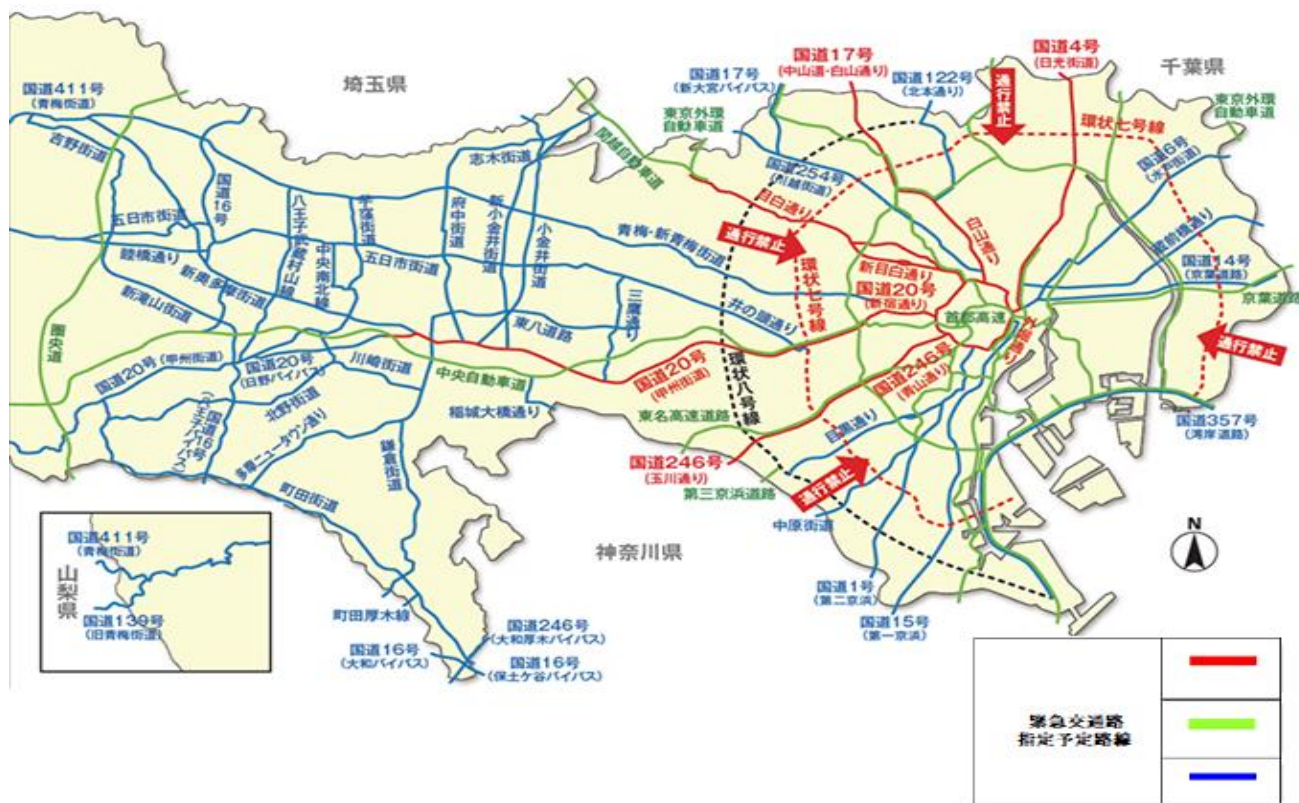 国道411号
(青梅街道)
吉野街道
埼玉県
国道17号
(新大宮バイパス)
国道17号
(中山道・白山通り)
国道122号
(北本通り)
通行禁止
国道4号
(日光街道)
千葉県
東京外環
自動車道
環状七号線
国道6号
(水戸街道)
関越自動車道
東京外環
自動車道
国道254号
(川越街道)
志木街道
国道16号
五日市街道
八王子武蔵村山線
中央南北線
芋窪街道
府中街道
新小金井街道
小金井街道
目白通り
白山通り
蔵前橋通り
国道14号
(京葉道路)
京葉道路
睦橋通り
新奥多摩街道
新滝山街道
五日市街道
青梅・新青梅街道
通行禁止
環状七号線
新目白通り
国道20号
(新宿通り)
首都高速
外堀通り
通行禁止
圏央道
三鷹通り
井の頭通り
東八道路
国道20号(甲州街道)
国道20号
(日野バイパス)
川崎街道
中央自動車道
国道20号
(甲州街道)
環状八号線
国道246号
(青山通り)
国道16号
(八王子バイパス)
北野街道
多摩ニュータウン通り
稲城大橋通り
東名高速道路
目黒通り
国道357号
(湾岸道路)
鎌倉街道
国道246号
(玉川通り)
第三京浜道路
通行禁止
町田街道
中原街道
神奈川県
N
国道411号
(青梅街道)
山梨県
国道139号
(旧青梅街道)
町田厚木線
国道246号
(大和厚木バイパス)
国道16号
(大和バイパス)
国道16号
(保土ケ谷バイパス)
国道1号
(第二京浜)
国道15号
(第一京浜)
緊急交通路
指定予定路線